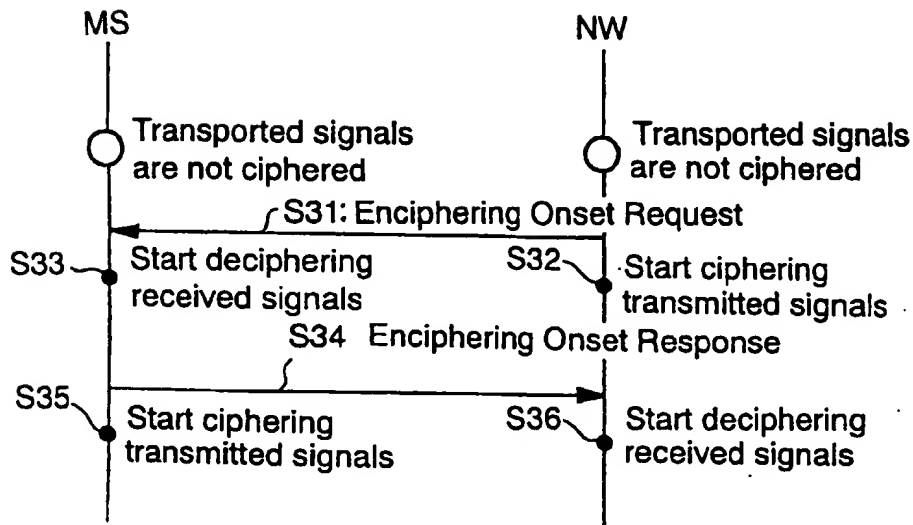 MS
NW
Transported signals
are not ciphered
Transported signals
are not ciphered
S31: Enciphering Onset Request
S33
Start deciphering
received signals
S32
Start ciphering
transmitted signals
S34 Enciphering Onset Response
S35
Start ciphering
transmitted signals
S36
Start deciphering
received signals